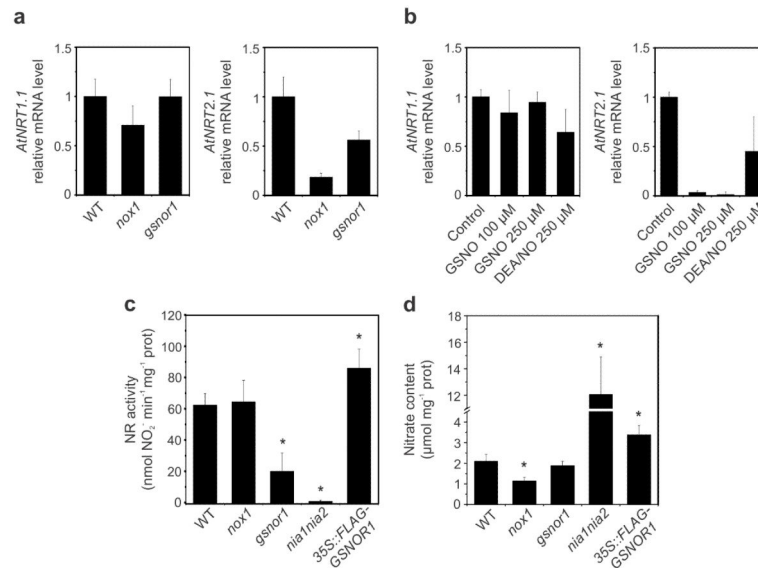 a
AtNRT1.1
relative mRNA level
1.5
1
0.5
0
WT
nox1
gsnor1
AtNRT2.1
relative mRNA level
1.5
1
0.5
0
WT
nox1
gsnor1
b
AtNRT1.1
relative mRNA level
1.5
1
0.5
0
Control
GSNO 100 µM
GSNO 250 µM
DEA/NO 250 µM
AtNRT2.1
relative mRNA level
1.5
1
0.5
0
Control
GSNO 100 µM
GSNO 250 µM
DEA/NO 250 µM
c
NR activity
(nmol NO₂⁻ min⁻¹ mg⁻¹ prot)
120
100
80
60
40
20
0
*
*
*
WT
nox1
gsnor1
nia1nia2
35S::FLAG-
GSNOR1
d
Nitrate content
(µmol mg⁻¹ prot)
18
16
14
12
4
3
2
2
1
0
*
*
*
WT
nox1
gsnor1
nia1nia2
35S::FLAG-
GSNOR1